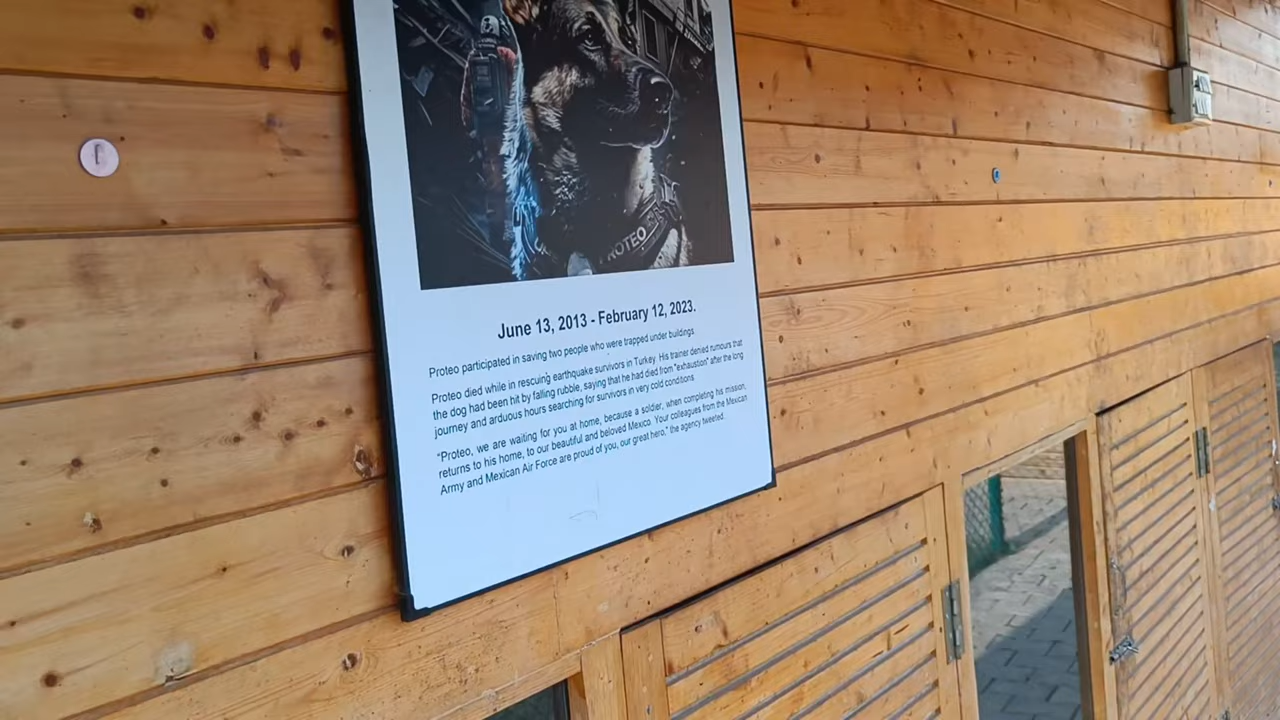 PROTEO
June 13, 2013 - February 12, 2023.
Proteo participated in saving two people who were trapped under buildings
Proteo died while in rescuing earthquake survivors in Turkey. His trainer denied rumours that
the dog had been hit by falling rubble, saying that he had died from "exhaustion" after the long
journey and arduous hours searching for survivors in very cold conditions
"Proteo, we are waiting for you at home, because a soldier, when completing his mission,
returns to his home, to our beautiful and beloved Mexico. Your colleagues from the Mexican
Army and Mexican Air Force are proud of you, our great hero," the agency tweeted.